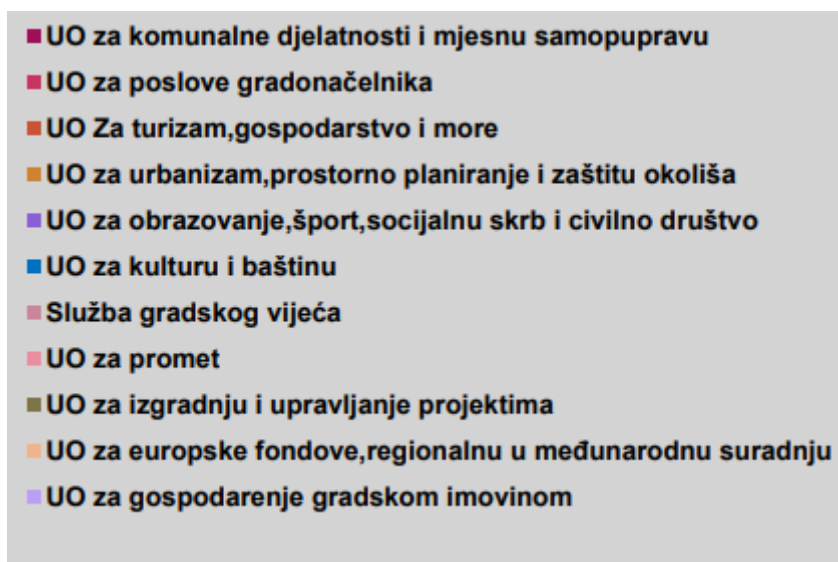 UO za komunalne djelatnosti i mjesnu samopupravu
UO za poslove gradonačelnika
UO Za turizam,gospodarstvo i more
UO za urbanizam,prostorno planiranje i zaštitu okoliša
UO za obrazovanje,šport,socijalnu skrb i civilno društvo
UO za kulturu i baštinu
Služba gradskog vijeća
UO za promet
UO za izgradnju i upravljanje projektima
UO za europske fondove,regionalnu u međunarodnu suradnju
UO za gospodarenje gradskom imovinom